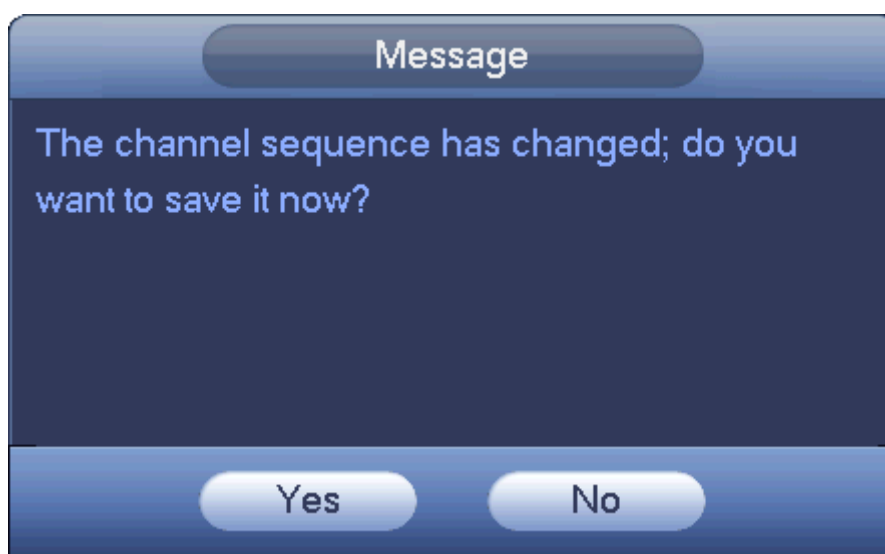 Message
The channel sequence has changed; do you
want to save it now?
Yes No